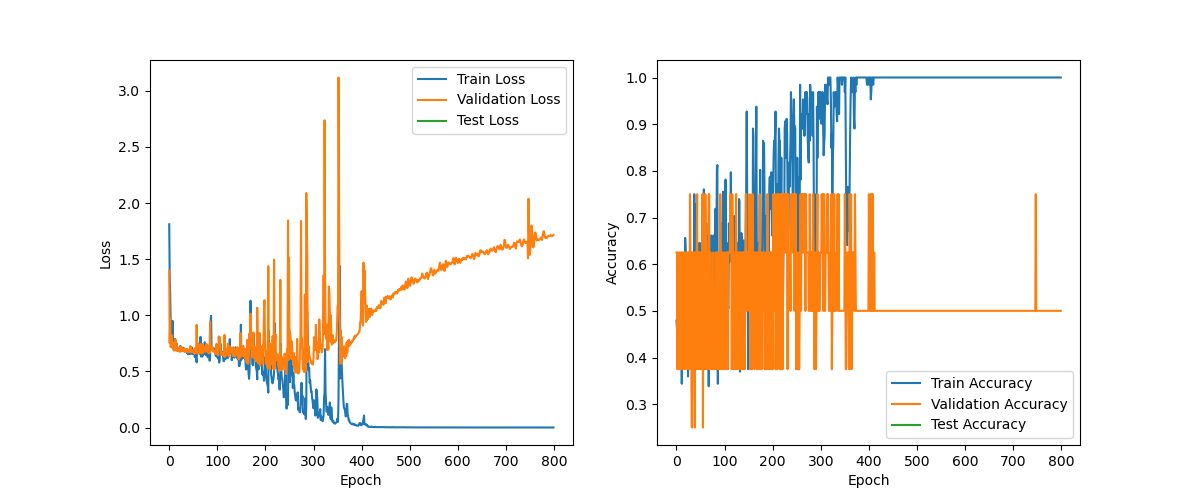 3.0
2.5
2.0
1.5
1.0
0.5
0.0
Loss
0 100 200 300 400 500 600 700 800
Epoch
Train Loss
Validation Loss
Test Loss
1.0
0.9
0.8
0.7
0.6
0.5
0.4
0.3
Accuracy
0 100 200 300 400 500 600 700 800
Epoch
Train Accuracy
Validation Accuracy
Test Accuracy